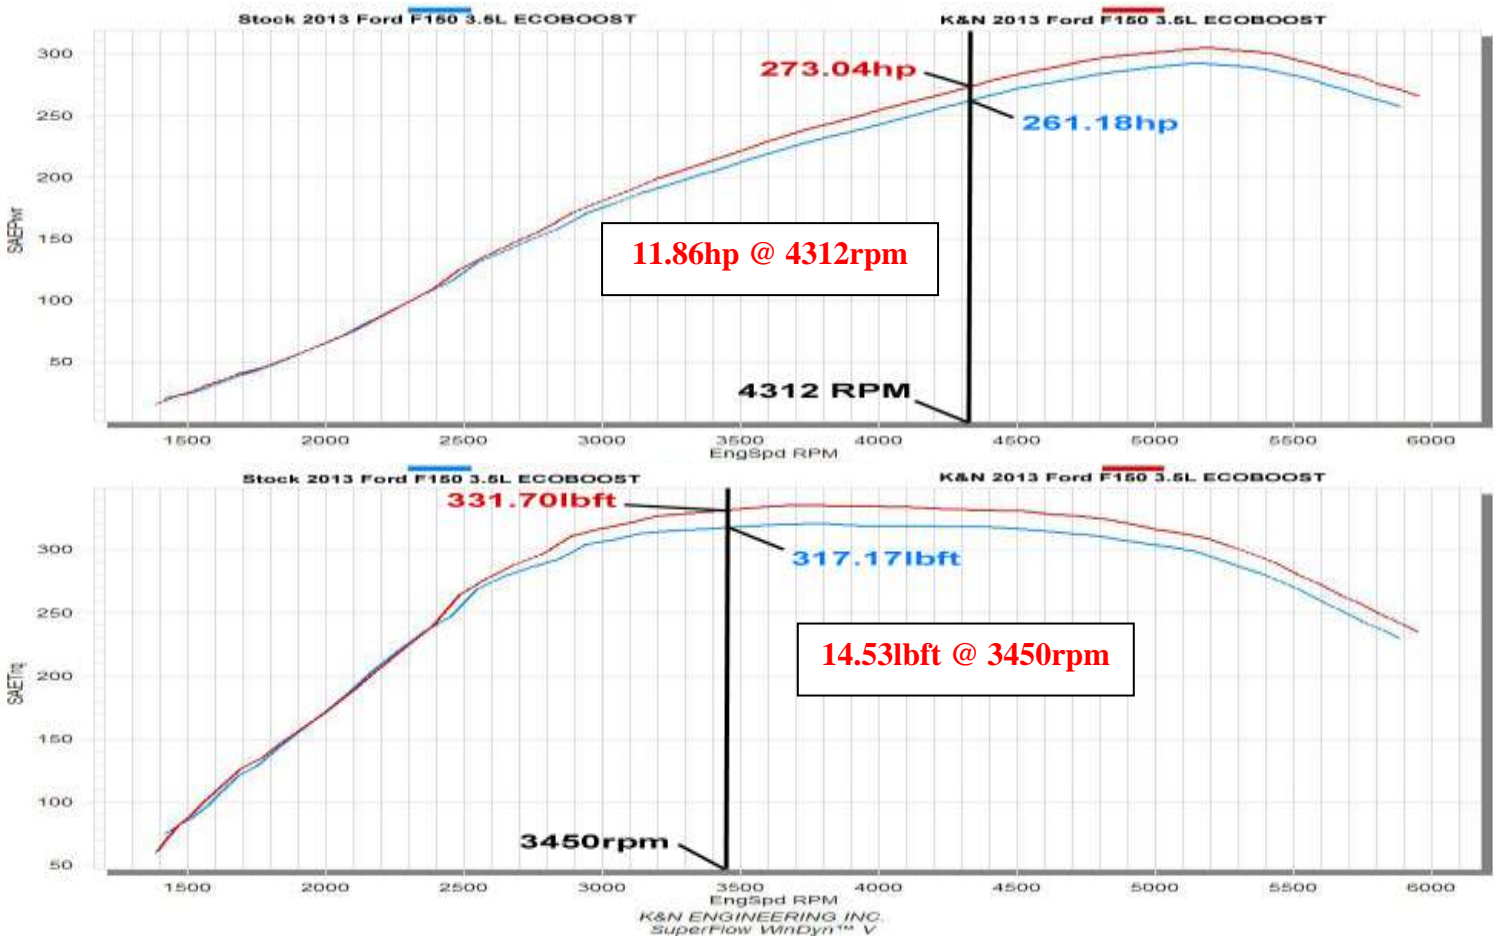 Stock 2013 Ford F150 3.5L ECOBOOST
K&N 2013 Ford F150 3.5L ECOBOOST
300
250
200
150
100
50
SAEPwr
273.04hp
261.18hp
11.86hp @ 4312rpm
4312 RPM
1500 2000 2500 3000 3500 4000 4500 5000 5500 6000
EngSpd RPM
Stock 2013 Ford F150 3.5L ECOBOOST
K&N 2013 Ford F150 3.5L ECOBOOST
300
250
200
150
100
50
SAETrq
331.70lbft
317.17lbft
14.53lbft @ 3450rpm
3450rpm
1500 2000 2500 3000 3500 4000 4500 5000 5500 6000
EngSpd RPM
K&N ENGINEERING INC.
SuperFlow WinDyn™ V